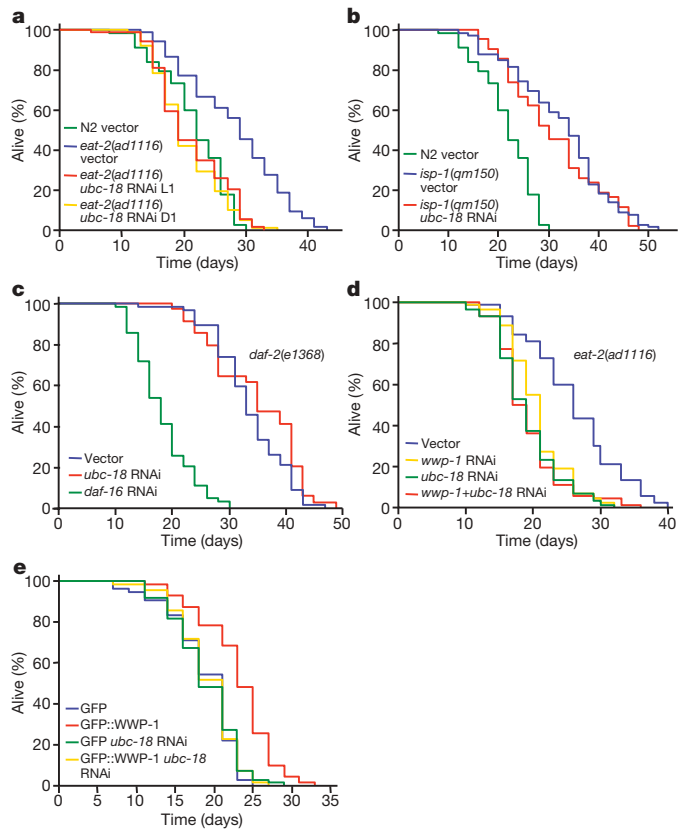 a
Alive (%)
100
80
60
40
20
0
N2 vector
eat-2(ad1116)
vector
eat-2(ad1116)
ubc-18 RNAi L1
eat-2(ad1116)
ubc-18 RNAi D1
0 10 20 30 40
Time (days)
b
Alive (%)
100
80
60
40
20
0
N2 vector
isp-1(qm150)
vector
isp-1(qm150)
ubc-18 RNAi
0 10 20 30 40 50
Time (days)
c
Alive (%)
100
80
60
40
20
0
daf-2(e1368)
Vector
ubc-18 RNAi
daf-16 RNAi
0 10 20 30 40 50
Time (days)
d
Alive (%)
100
80
60
40
20
0
eat-2(ad1116)
Vector
wwp-1 RNAi
ubc-18 RNAi
wwp-1+ubc-18 RNAi
0 10 20 30 40
Time (days)
e
Alive (%)
100
80
60
40
20
0
GFP
GFP::WWP-1
GFP ubc-18 RNAi
GFP::WWP-1 ubc-18
RNAi
0 5 10 15 20 25 30 35
Time (days)